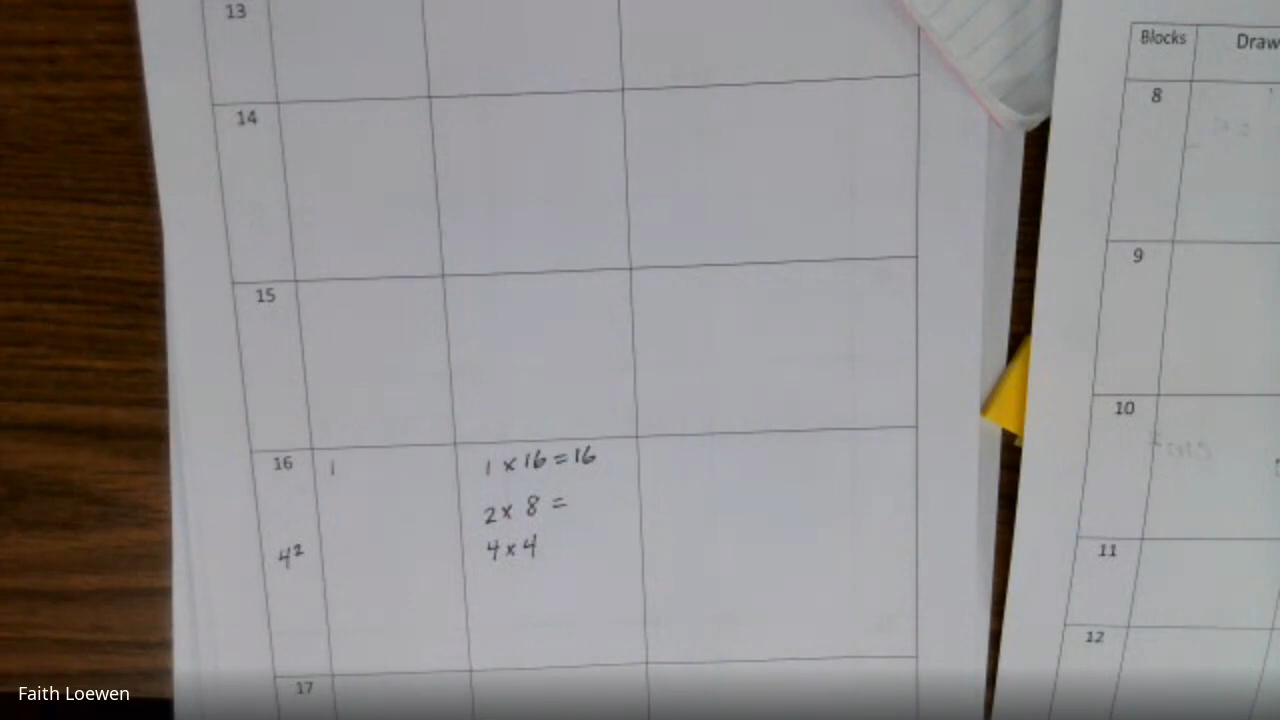 13
14
15
16
1
1 x 16 = 16
2 x 8 =
4²
4 x 4
17
Blocks
Draw
8
9
10
11
12
Faith Loewen